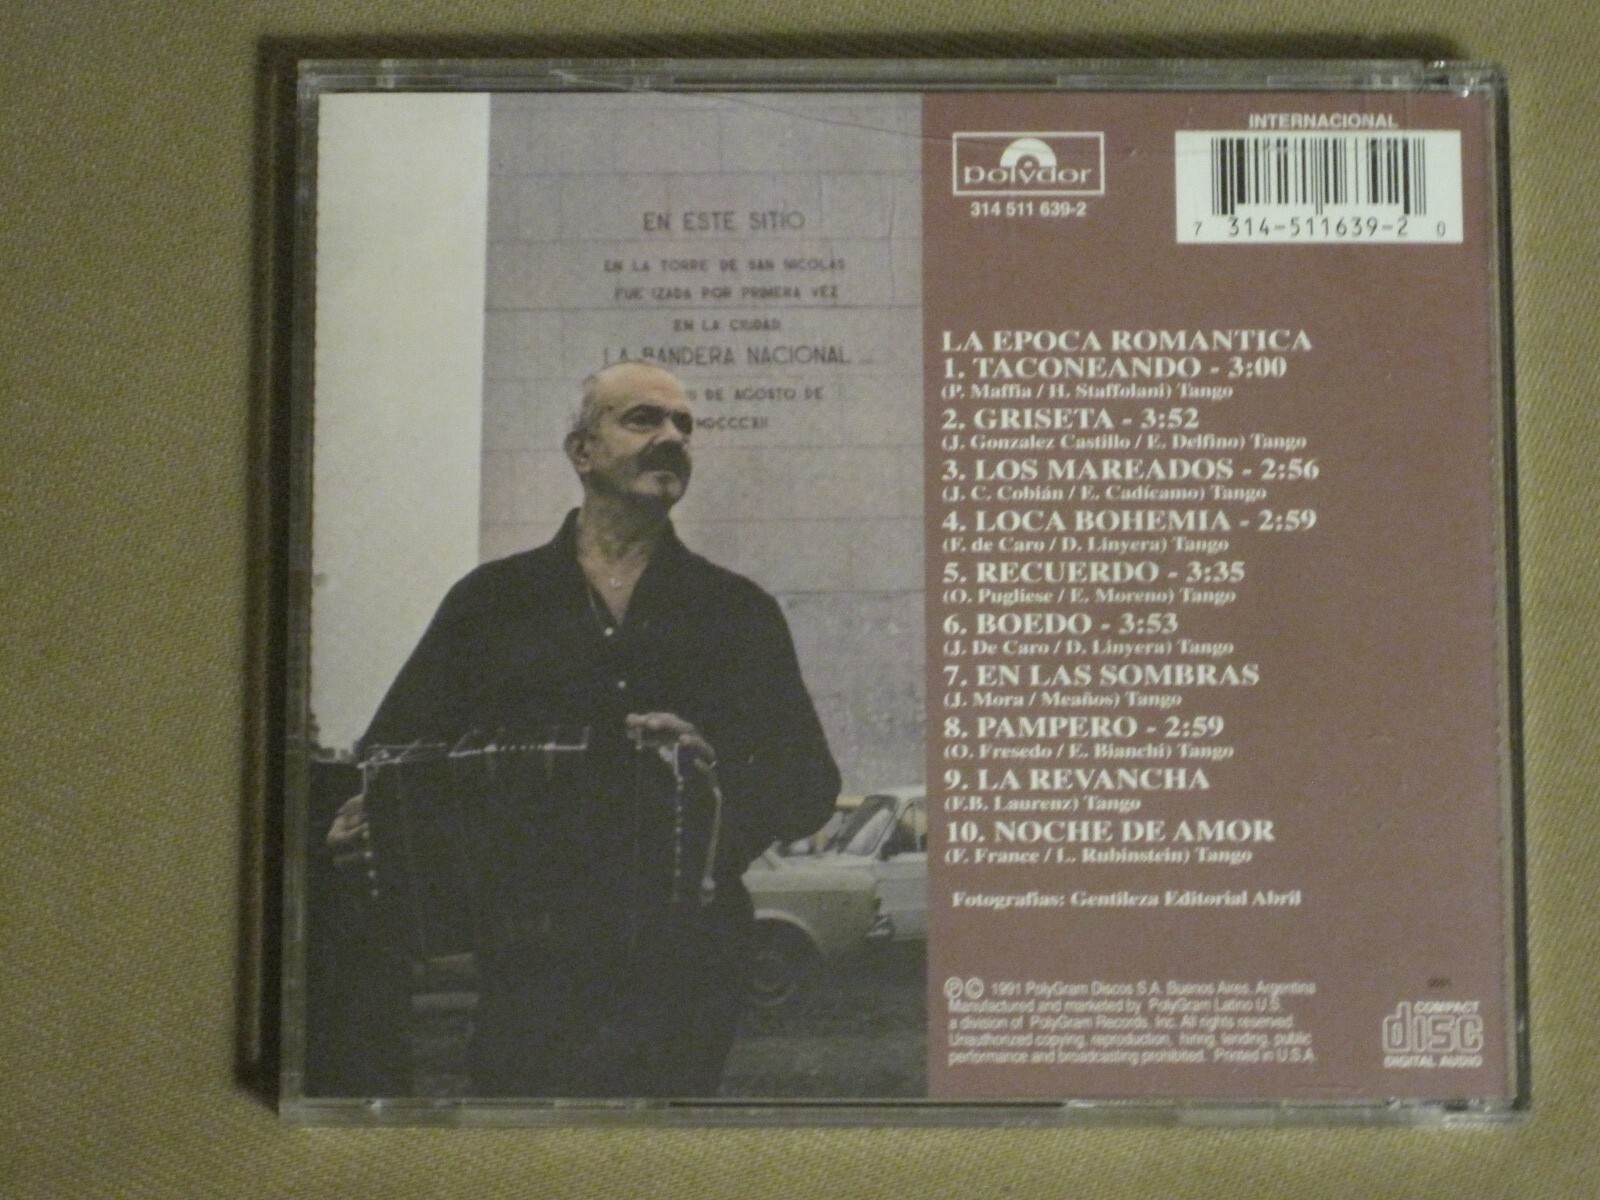 EN ESTE SITIO
EN LA TORRE DE SAN NICOLAS
FUE IZADA POR PRIMERA VEZ
EN LA CIUDAD
LA BANDERA NACIONAL
DE AGOSTO DE
MDCCCXII
polydor
314 511 639-2
INTERNACIONAL
7 314-511639-2 0
LA EPOCA ROMANTICA
1. TACONEANDO - 3:00
(P. Maffia / H. Staffolani) Tango
2. GRISETA - 3:52
(J. Gonzalez Castillo / E. Delfino) Tango
3. LOS MAREADOS - 2:56
(J. C. Cobián / E. Cadícamo) Tango
4. LOCA BOHEMIA - 2:59
(F. de Caro / D. Linyera) Tango
5. RECUERDO - 3:35
(O. Pugliese / E. Moreno) Tango
6. BOEDO - 3:53
(J. De Caro / D. Linyera) Tango
7. EN LAS SOMBRAS
(J. Mora / Meaños) Tango
8. PAMPERO - 2:59
(O. Fresedo / E. Bianchi) Tango
9. LA REVANCHA
(F.B. Laurenz) Tango
10. NOCHE DE AMOR
(F. France / L. Rubinstein) Tango
Fotografias: Gentileza Editorial Abril
℗ © 1991 PolyGram Discos S.A. Buenos Aires. Argentina
Manufactured and marketed by PolyGram Latino U.S.
a division of PolyGram Records, Inc. All rights reserved.
Unauthorized copying, reproduction, hiring, lending, public
performance and broadcasting prohibited. Printed in U.S.A.
COMPACT
disc
DIGITAL AUDIO